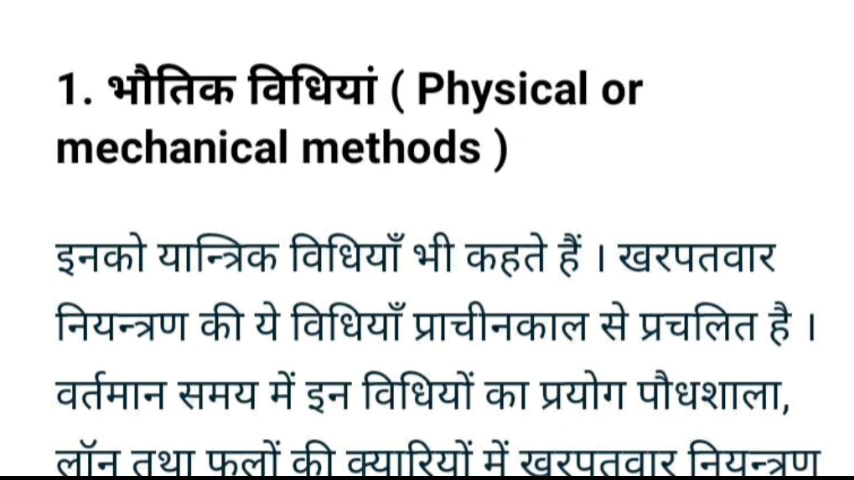 1. भौतिक विधियां ( Physical or
mechanical methods )
इनको यान्त्रिक विधियाँ भी कहते हैं । खरपतवार
नियन्त्रण की ये विधियाँ प्राचीनकाल से प्रचलित है ।
वर्तमान समय में इन विधियों का प्रयोग पौधशाला,
लॉन तथा फलों की क्यारियों में खरपतवार नियन्त्रण